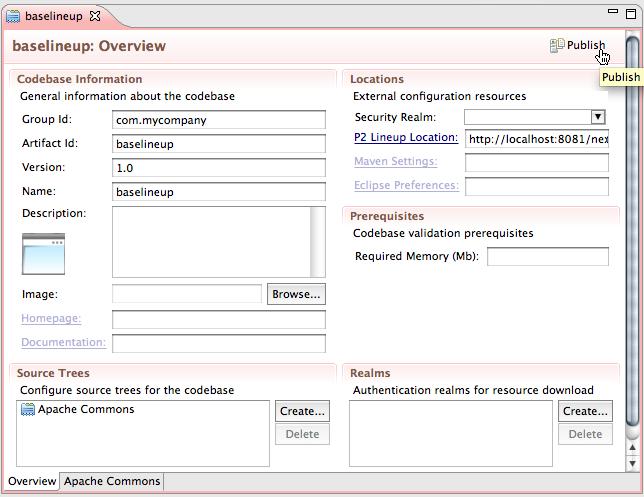 baselineup
baselineup: Overview
Publish
Publish
Codebase Information
General information about the codebase
Group Id: com.mycompany
Artifact Id: baselineup
Version: 1.0
Name: baselineup
Description:
Image: Browse...
Homepage:
Documentation:
Locations
External configuration resources
Security Realm:
P2 Lineup Location: http://localhost:8081/nex
Maven Settings:
Eclipse Preferences:
Prerequisites
Codebase validation prerequisites
Required Memory (Mb):
Source Trees
Configure source trees for the codebase
Apache Commons
Create...
Delete
Realms
Authentication realms for resource download
Create...
Delete
Overview Apache Commons